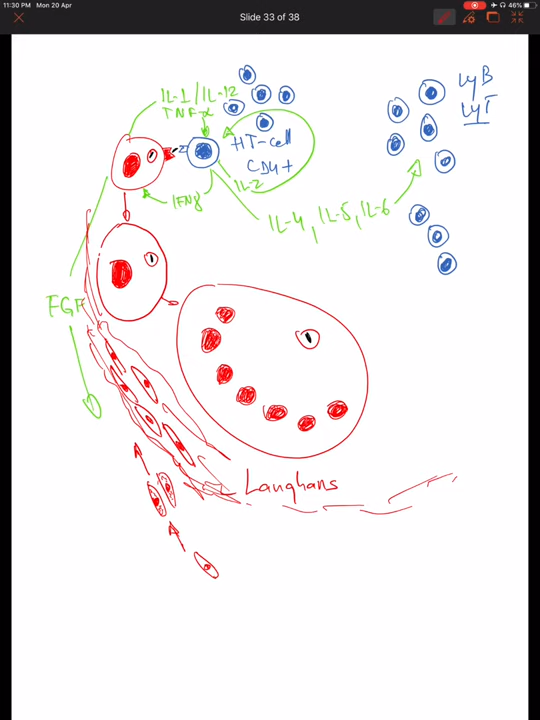 11:30 PM Mon 20 Apr
46%
Slide 33 of 38
IL-1/IL-12
TNF-α
LyB
LyT
HT-cell
CD4+
IL-2
IFNγ
IL-4, IL-5, IL-6
FGF
Langhans